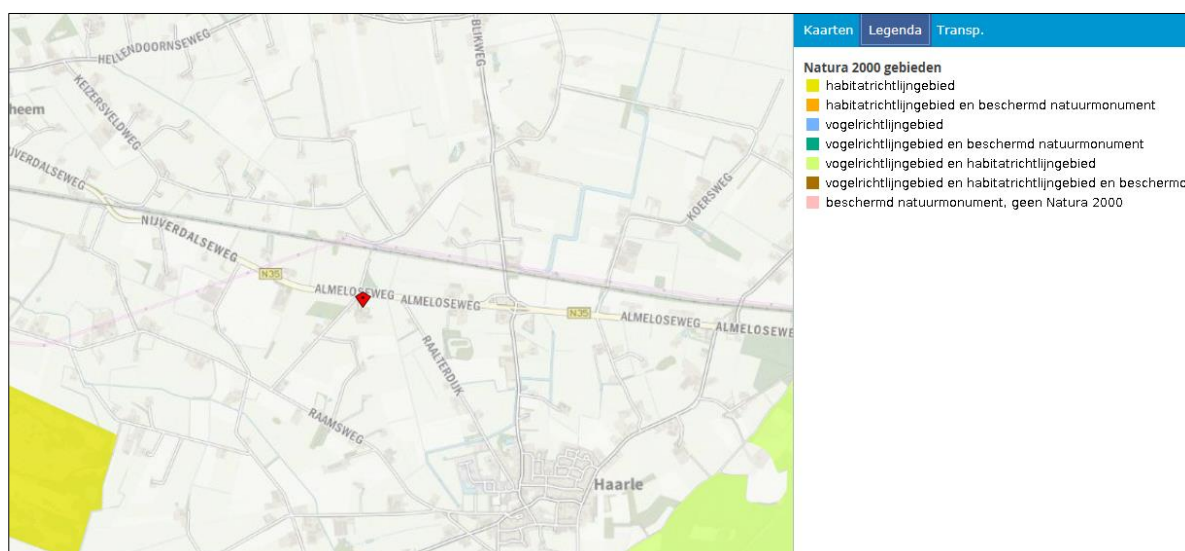 HELLENDOORNSEWEG
BLIKWEG
KEIZERSVELDWEG
heem
KOERSWEG
NIJVERDALSEWEG
N35
ALMELOSEWEG
ALMELOSEWEG
N35
ALMELOSEWEG
ALMELOSEWE
RAALTERDIJK
RAAMSWEG
Haarle
Kaarten Legenda Transp.
Natura 2000 gebieden
habitatrichtlijngebied
habitatrichtlijngebied en beschermd natuurmonument
vogelrichtlijngebied
vogelrichtlijngebied en beschermd natuurmonument
vogelrichtlijngebied en habitatrichtlijngebied
vogelrichtlijngebied en habitatrichtlijngebied en beschermd
beschermd natuurmonument, geen Natura 2000